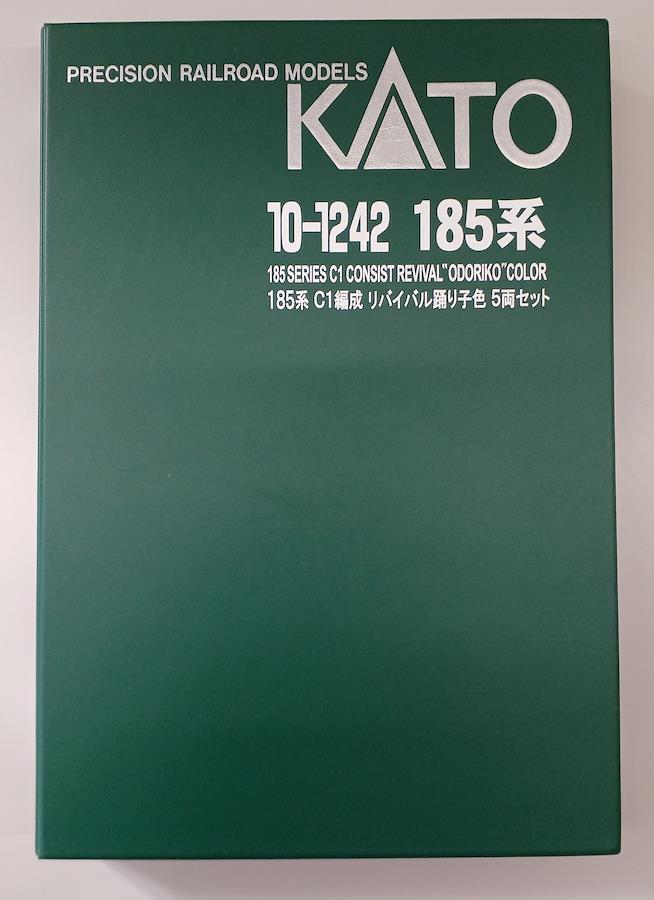 PRECISION RAILROAD MODELS
KATO
10-1242 185系
185 SERIES C1 CONSIST REVIVAL"ODORIKO"COLOR
185系 C1編成 リバイバル踊り子色 5両セット